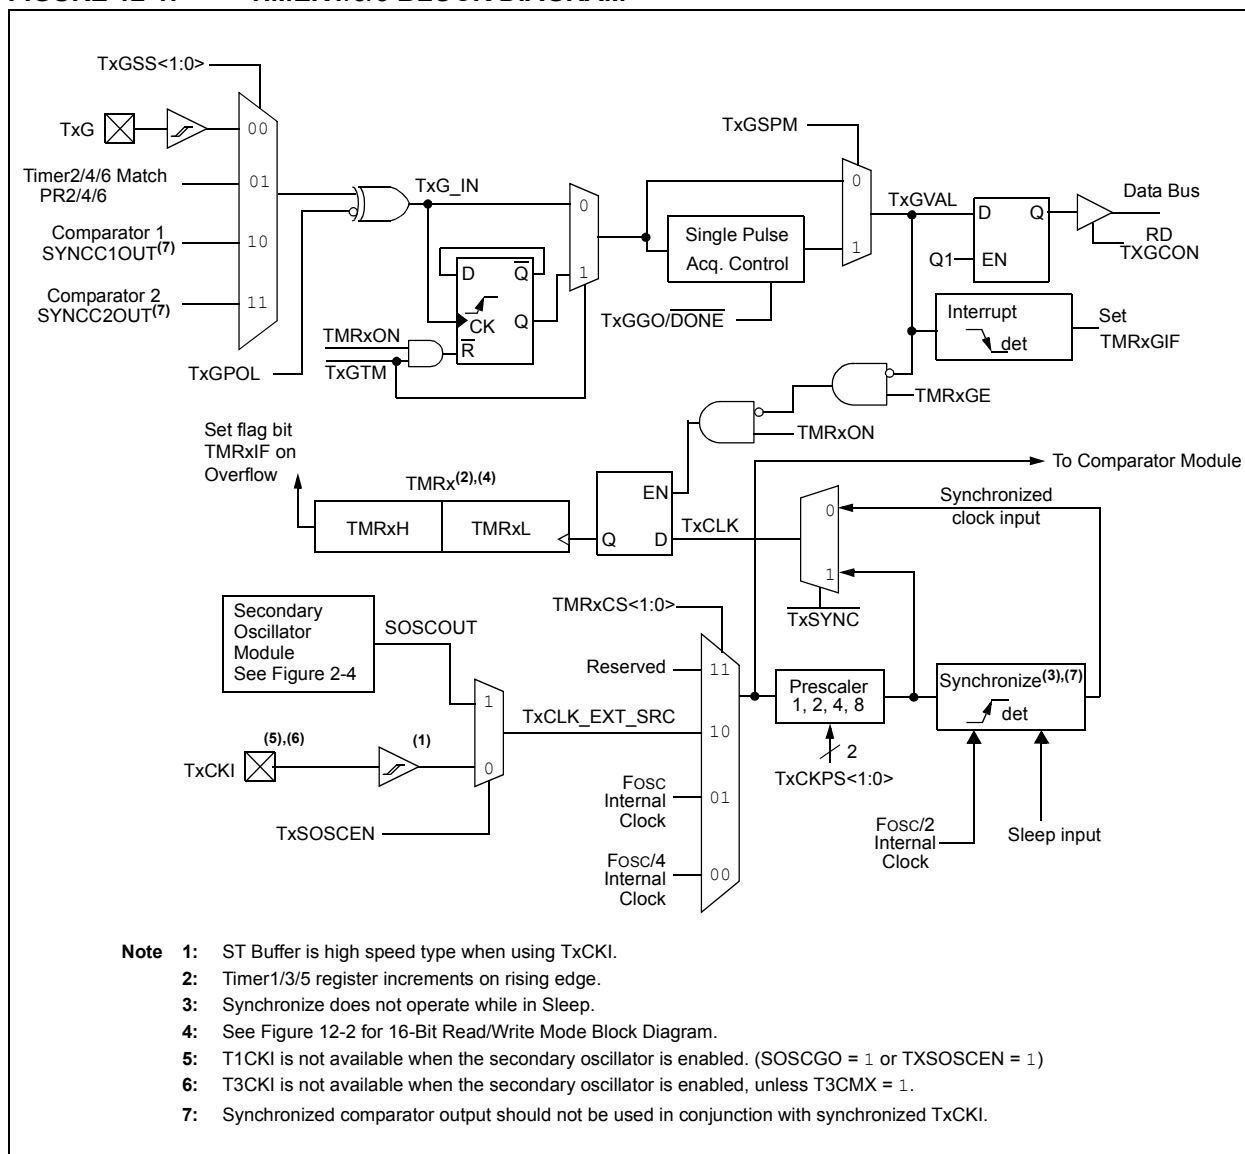 TxGSS<1:0>
TxG
00
Timer2/4/6 Match
PR2/4/6
01
Comparator 1
SYNCC1OUT(7)
10
Comparator 2
SYNCC2OUT(7)
11
TxGPOL
TxG_IN
D
Q
CK
Q
R
TMRxON
TxGTM
0
1
TxGSPM
Single Pulse
Acq. Control
TxGGO/DONE
0
1
TxGVAL
D
Q
Q1
EN
Data Bus
RD
TXGCON
Interrupt
det
Set
TMRxGIF
TMRxGE
TMRxON
Set flag bit
TMRxIF on
Overflow
TMRx(2),(4)
TMRxH
TMRxL
EN
Q
D
TxCLK
0
1
TxSYNC
To Comparator Module
Synchronized
clock input
Secondary
Oscillator
Module
See Figure 2-4
SOSCOUT
TxCKI
(5),(6)
(1)
1
0
TxSOSCEN
TxCLK_EXT_SRC
TMRxCS<1:0>
Reserved
11
10
FOSC
Internal
Clock
01
FOSC/4
Internal
Clock
00
Prescaler
1, 2, 4, 8
2
TxCKPS<1:0>
Synchronize(3),(7)
det
FOSC/2
Internal
Clock
Sleep input
Note 1: ST Buffer is high speed type when using TxCKI.
2: Timer1/3/5 register increments on rising edge.
3: Synchronize does not operate while in Sleep.
4: See Figure 12-2 for 16-Bit Read/Write Mode Block Diagram.
5: T1CKI is not available when the secondary oscillator is enabled. (SOSCGO = 1 or TXSOSCEN = 1)
6: T3CKI is not available when the secondary oscillator is enabled, unless T3CMX = 1.
7: Synchronized comparator output should not be used in conjunction with synchronized TxCKI.